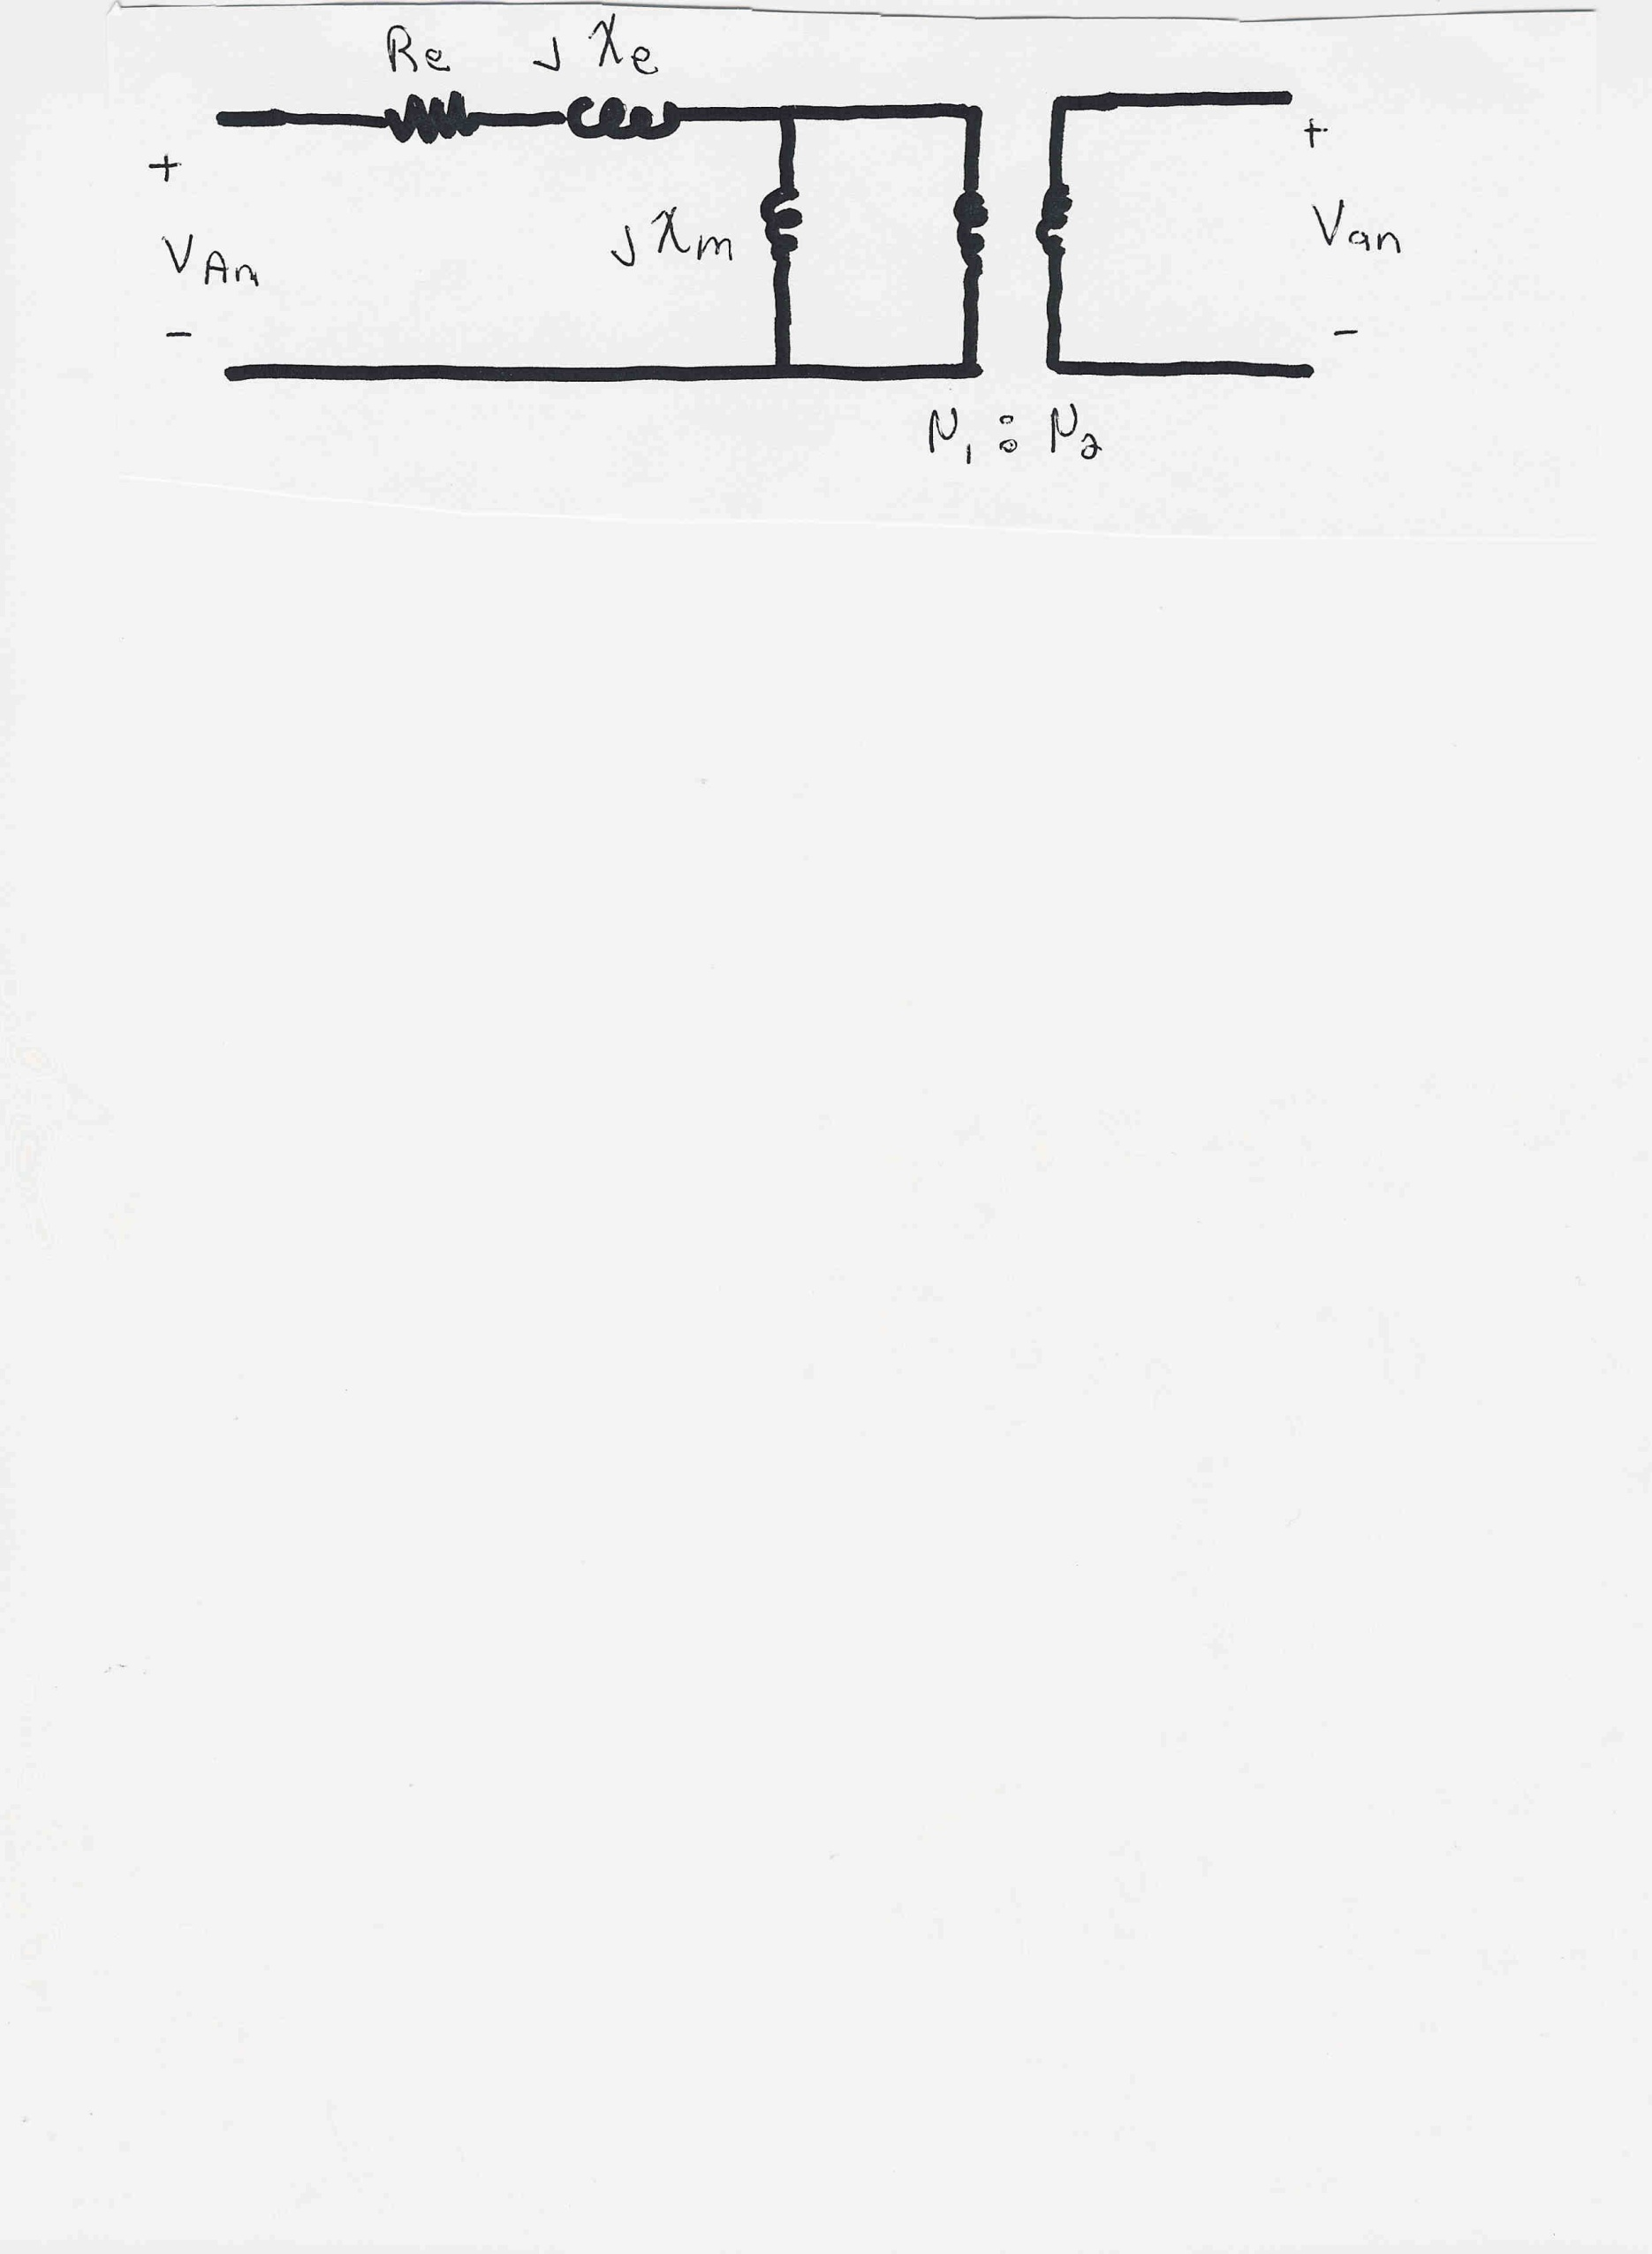 Re J Xe
+ +
VAn J Xm Van
- -
N1 : N2